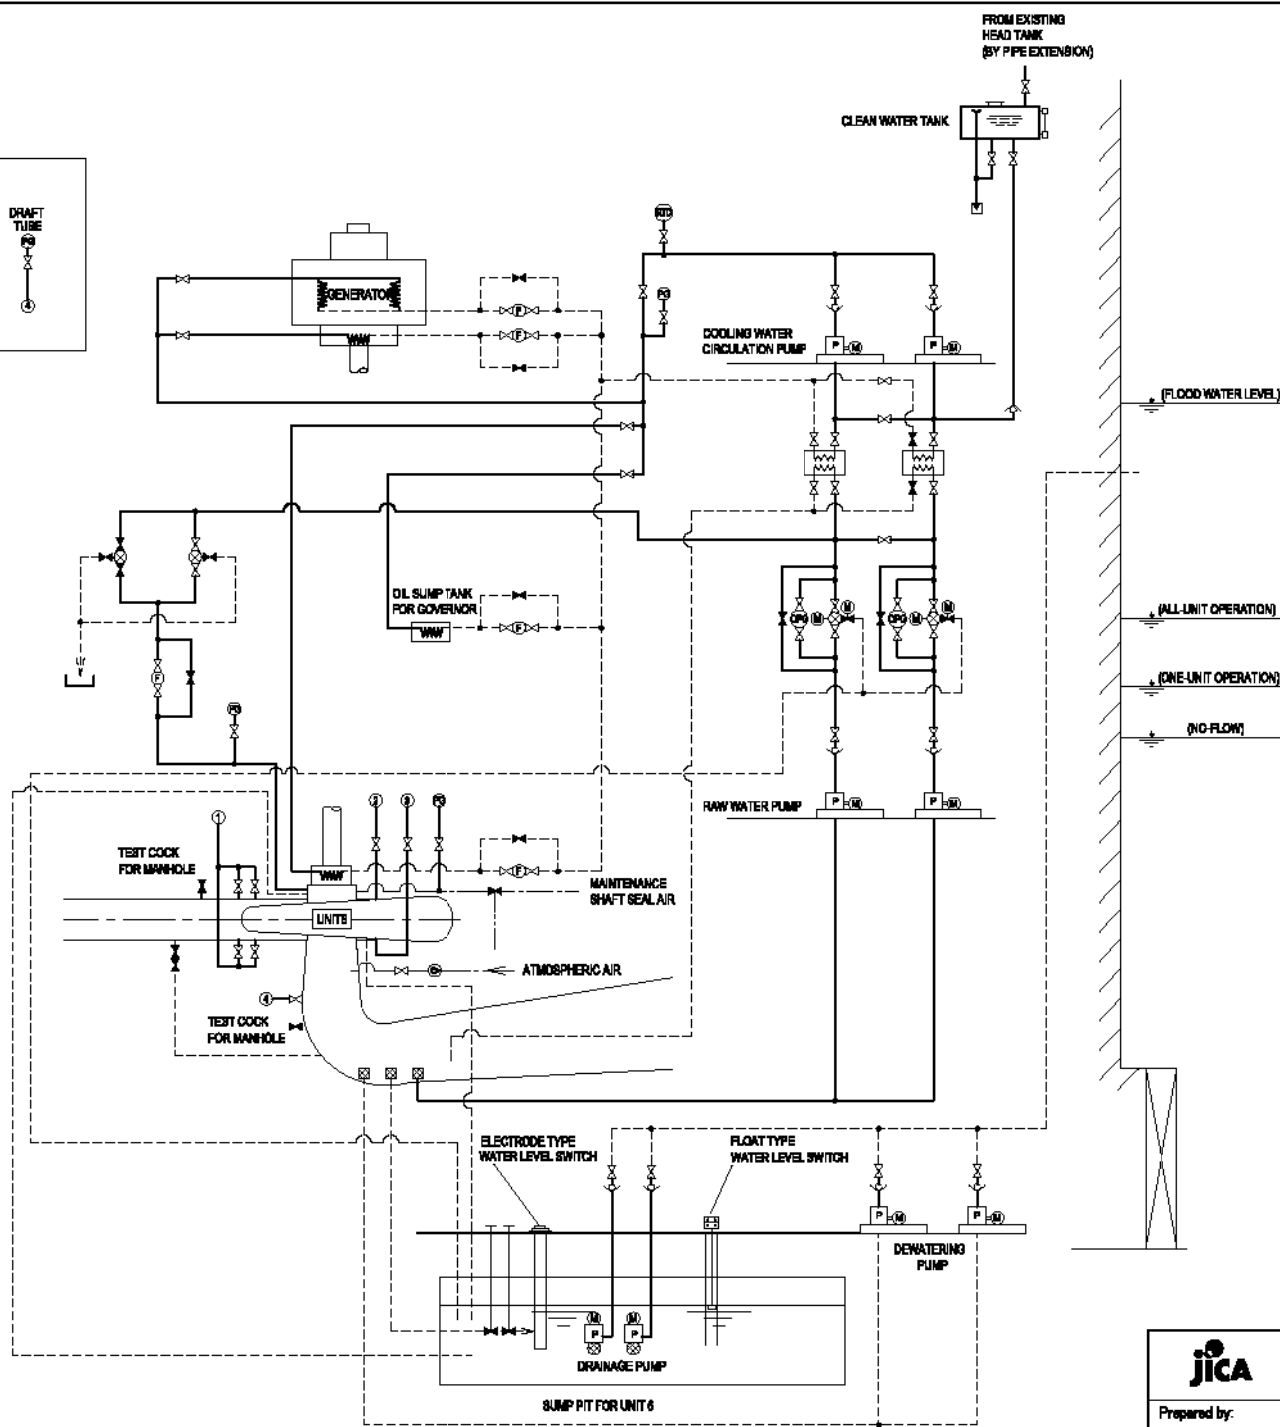 FROM EXISTING
HEAD TANK
(BY PIPE EXTENSION)
CLEAN WATER TANK
DRAFT
TUBE
PG
4
RTD
GENERATOR
F
PG
F
COOLING WATER
CIRCULATION PUMP
P
M
P
M
(FLOOD WATER LEVEL)
OIL SUMP TANK
FOR GOVERNOR
F
DPG
M
M
DPG
M
M
(ALL-UNIT OPERATION)
F
(ONE-UNIT OPERATION)
PG
(NO-FLOW)
RAW WATER PUMP
P
M
P
M
1
2
3
PG
TEST COCK
FOR MANHOLE
F
MAINTENANCE
SHAFT SEAL AIR
UNIT6
ATMOSPHERIC AIR
4
TEST COCK
FOR MANHOLE
ELECTRODE TYPE
WATER LEVEL SWITCH
FLOAT TYPE
WATER LEVEL SWITCH
P
M
P
M
DEWATERING
PUMP
M
P
M
P
DRAINAGE PUMP
SUMP PIT FOR UNIT 6
jICA
Prepared by: